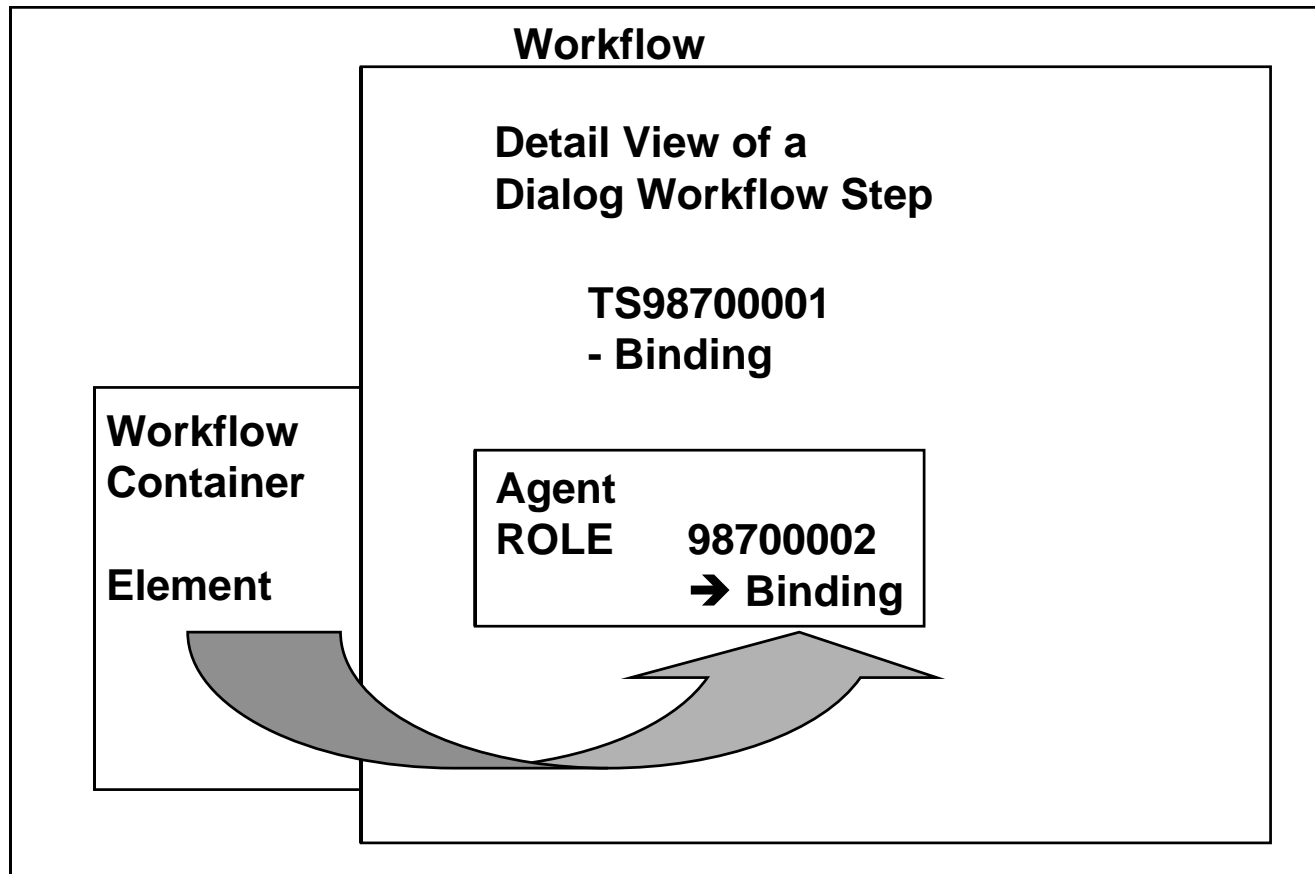 Workflow
Detail View of a
Dialog Workflow Step
TS98700001
- Binding
Workflow
Container
Element
Agent
ROLE 98700002
➔ Binding